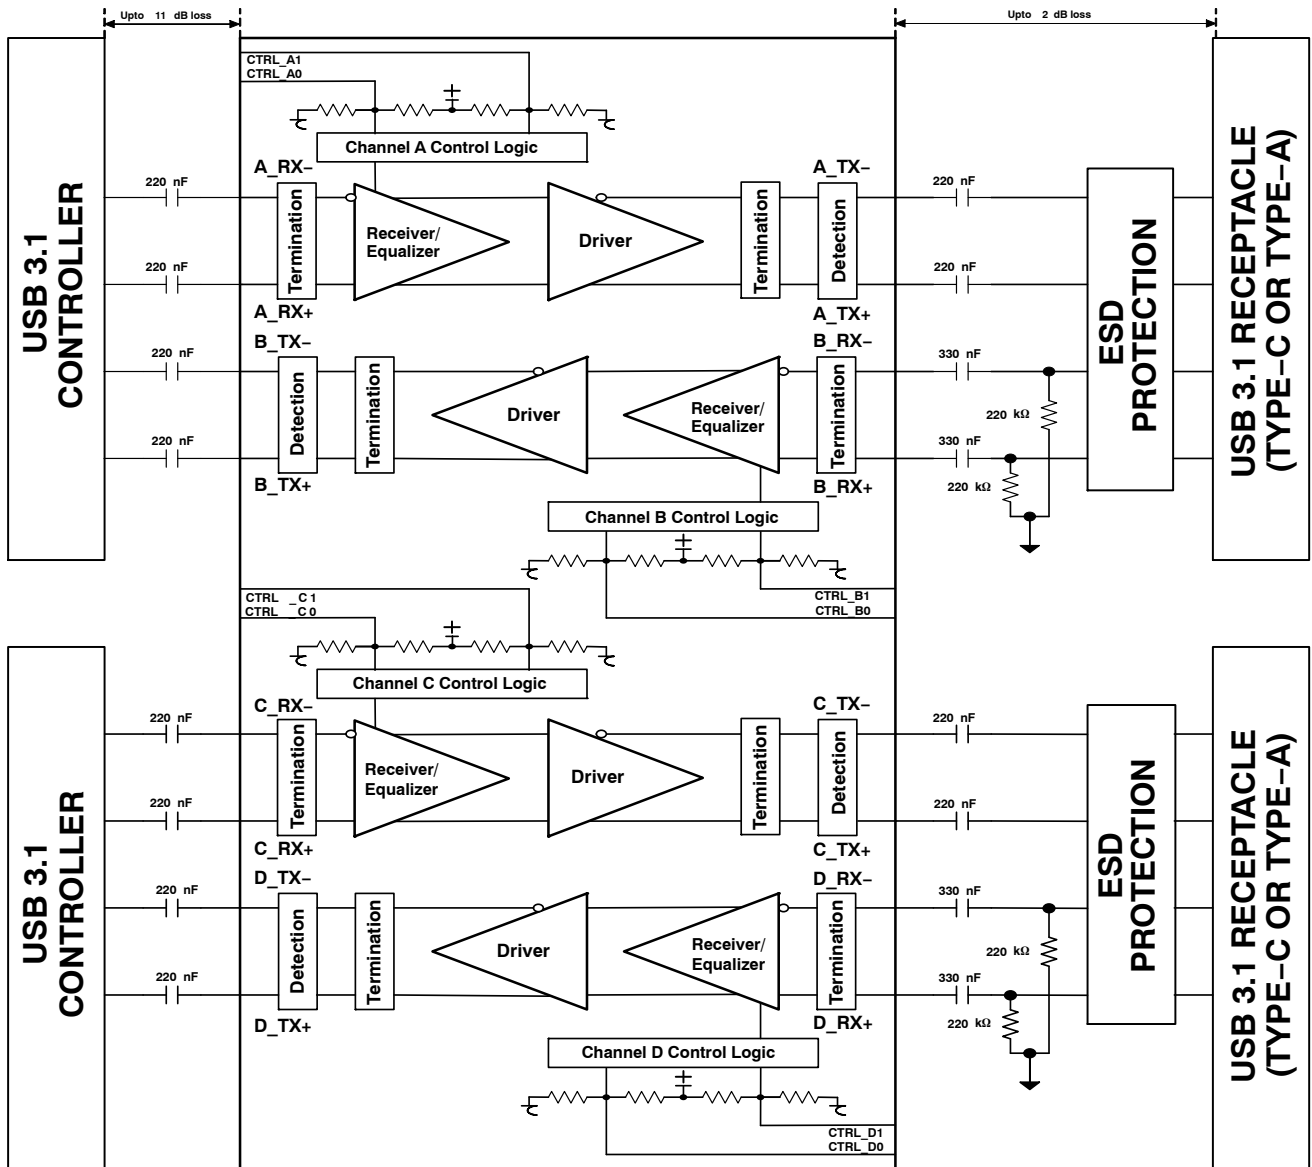 Upto 11 dB loss
Upto 2 dB loss
USB 3.1
CONTROLLER
CTRL_A1
CTRL_A0
Channel A Control Logic
A_RX−
A_TX−
220 nF
220 nF
Termination
Receiver/
Equalizer
Driver
Termination
Detection
220 nF
220 nF
A_RX+
A_TX+
B_TX−
B_RX−
220 nF
330 nF
Detection
Termination
Driver
Receiver/
Equalizer
Termination
220 kΩ
220 nF
330 nF
220 kΩ
B_TX+
B_RX+
Channel B Control Logic
CTRL_B1
CTRL_B0
ESD
PROTECTION
USB 3.1 RECEPTACLE
(TYPE−C OR TYPE−A)
USB 3.1
CONTROLLER
CTRL _C 1
CTRL _C 0
Channel C Control Logic
C_RX−
C_TX−
220 nF
220 nF
Termination
Receiver/
Equalizer
Driver
Termination
Detection
220 nF
220 nF
C_RX+
C_TX+
D_TX−
D_RX−
220 nF
330 nF
Detection
Termination
Driver
Receiver/
Equalizer
Termination
220 kΩ
220 nF
330 nF
220 kΩ
D_TX+
D_RX+
Channel D Control Logic
CTRL_D1
CTRL_D0
ESD
PROTECTION
USB 3.1 RECEPTACLE
(TYPE−C OR TYPE−A)